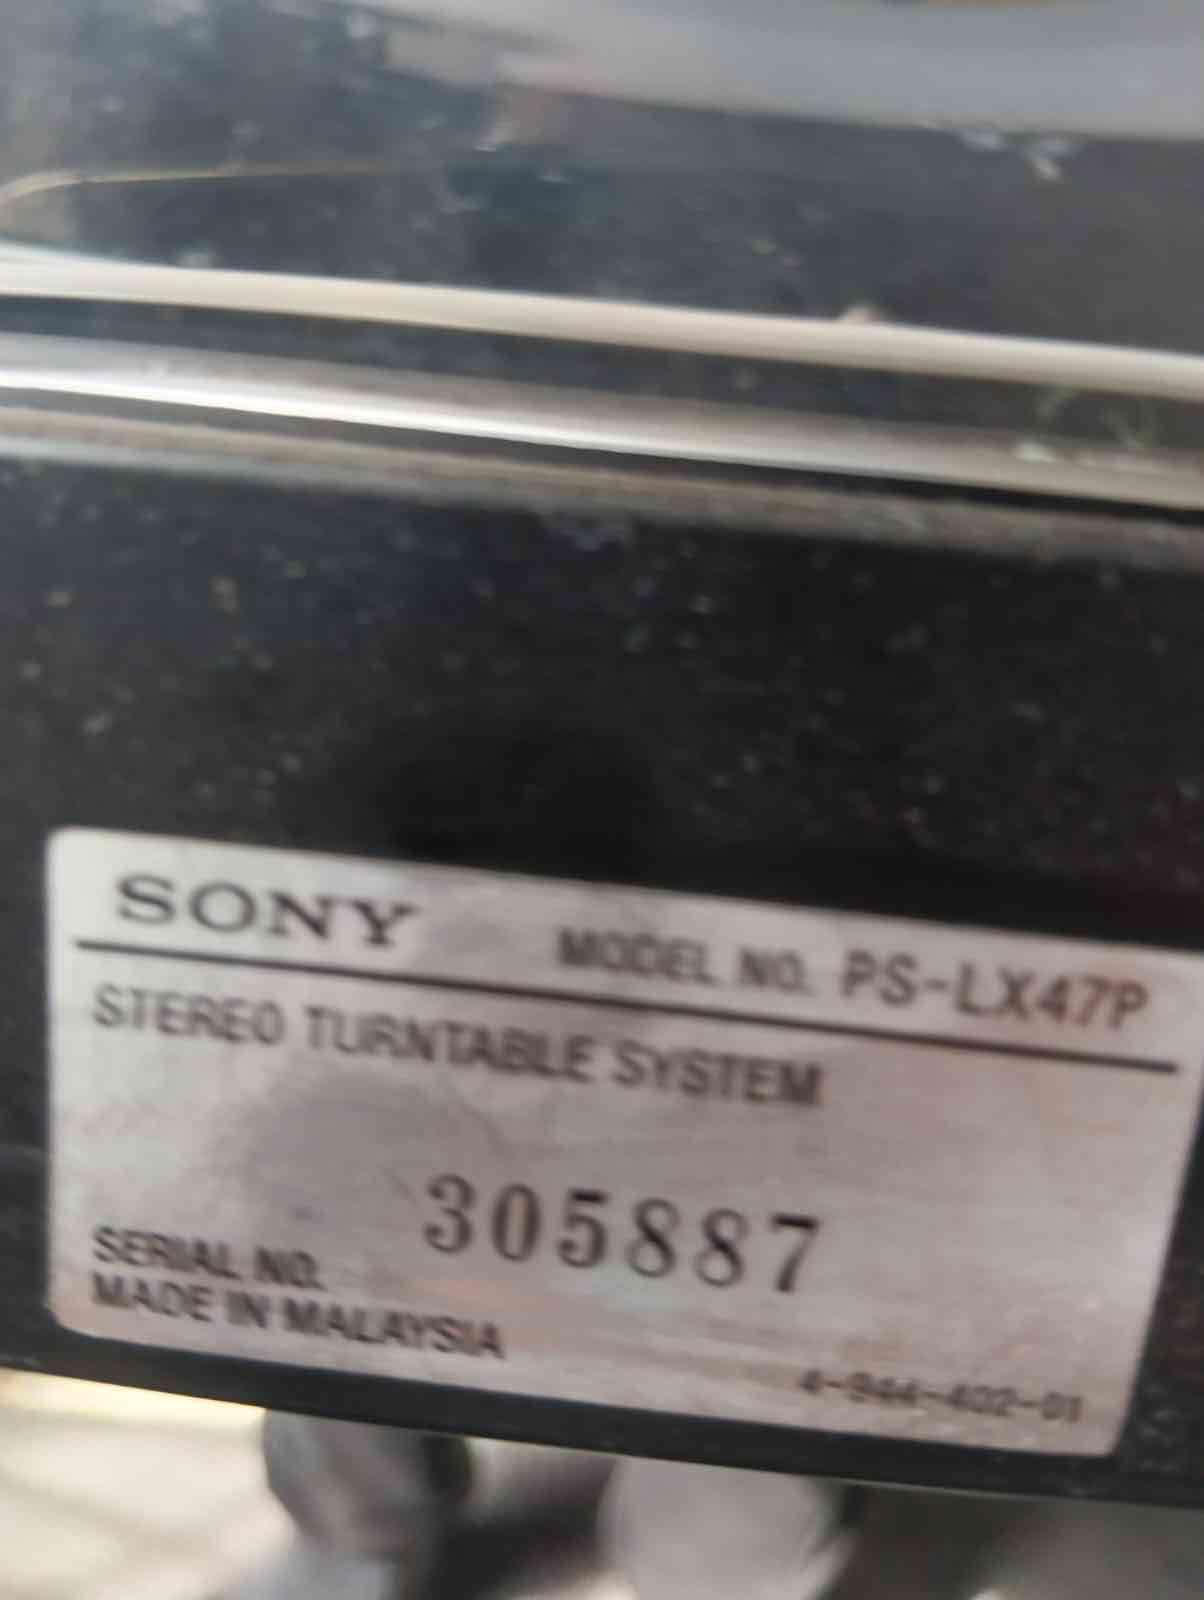 SONY MODEL NO. PS-LX47P
STEREO TURNTABLE SYSTEM
305887
SERIAL NO.
MADE IN MALAYSIA
4-944-402-01